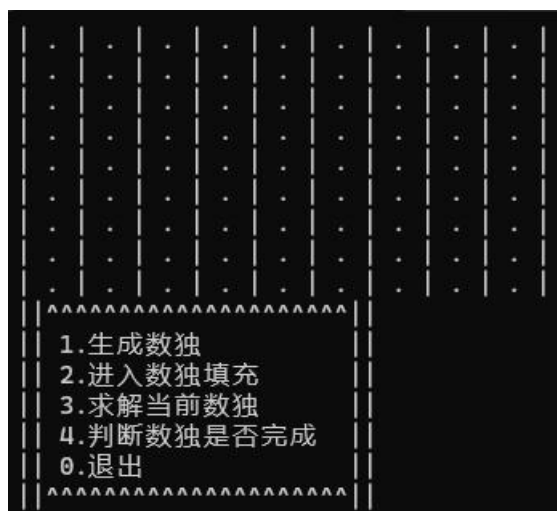 | . | . | . | . | . | . | . | . | . |
| . | . | . | . | . | . | . | . | . |
| . | . | . | . | . | . | . | . | . |
| . | . | . | . | . | . | . | . | . |
| . | . | . | . | . | . | . | . | . |
| . | . | . | . | . | . | . | . | . |
| . | . | . | . | . | . | . | . | . |
| . | . | . | . | . | . | . | . | . |
| . | . | . | . | . | . | . | . | . |
||^^^^^^^^^^^^^^^^^^^^^||
|| 1.生成数独 ||
|| 2.进入数独填充 ||
|| 3.求解当前数独 ||
|| 4.判断数独是否完成 ||
|| 0.退出 ||
||^^^^^^^^^^^^^^^^^^^^^||